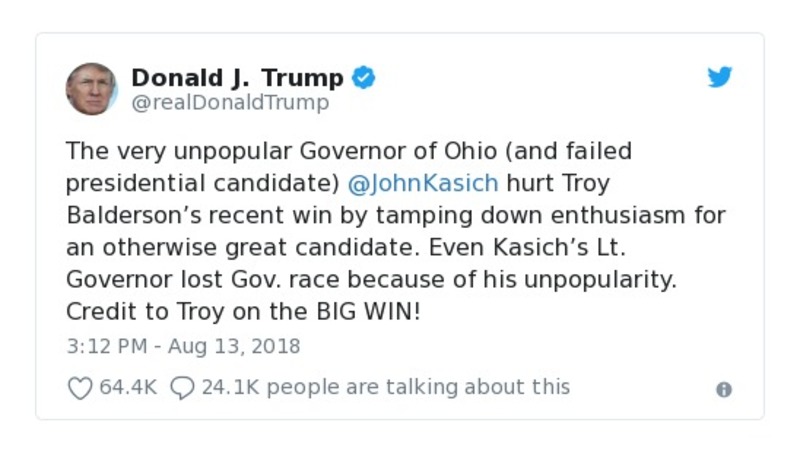 Donald J. Trump
@realDonaldTrump
The very unpopular Governor of Ohio (and failed
presidential candidate) @JohnKasich hurt Troy
Balderson’s recent win by tamping down enthusiasm for
an otherwise great candidate. Even Kasich’s Lt.
Governor lost Gov. race because of his unpopularity.
Credit to Troy on the BIG WIN!
3:12 PM - Aug 13, 2018
64.4K 24.1K people are talking about this